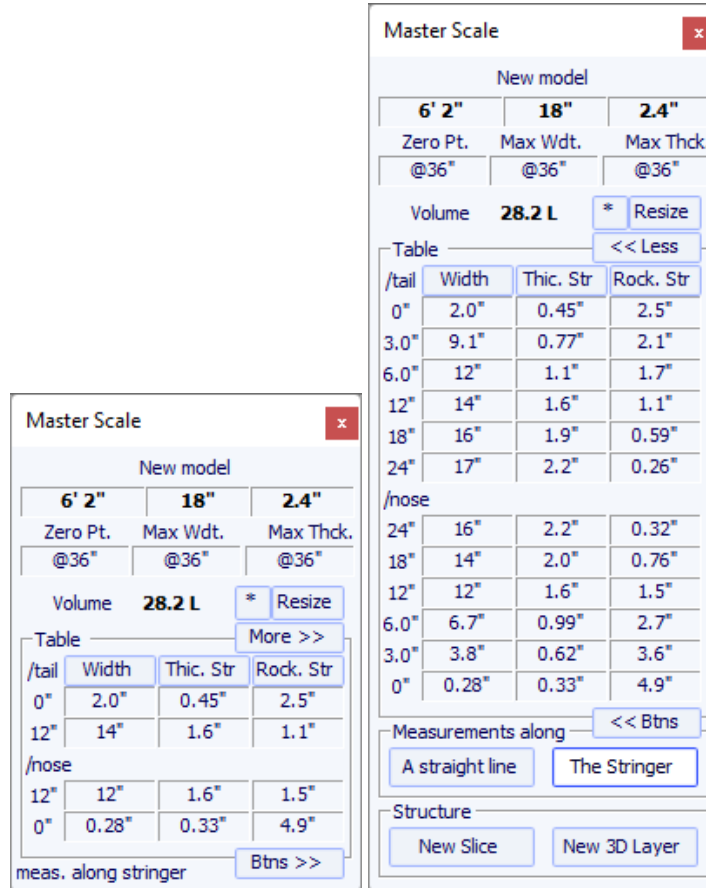 Master Scale
x
New model
6' 2" 18" 2.4"
Zero Pt. Max Wdt. Max Thck.
@36" @36" @36"
Volume 28.2 L * Resize
Table More >>
/tail Width Thic. Str Rock. Str
0" 2.0" 0.45" 2.5"
12" 14" 1.6" 1.1"
/nose
12" 12" 1.6" 1.5"
0" 0.28" 0.33" 4.9"
meas. along stringer Btns >>
Master Scale
x
New model
6' 2" 18" 2.4"
Zero Pt. Max Wdt. Max Thck
@36" @36" @36"
Volume 28.2 L * Resize
Table << Less
/tail Width Thic. Str Rock. Str
0" 2.0" 0.45" 2.5"
3.0" 9.1" 0.77" 2.1"
6.0" 12" 1.1" 1.7"
12" 14" 1.6" 1.1"
18" 16" 1.9" 0.59"
24" 17" 2.2" 0.26"
/nose
24" 16" 2.2" 0.32"
18" 14" 2.0" 0.76"
12" 12" 1.6" 1.5"
6.0" 6.7" 0.99" 2.7"
3.0" 3.8" 0.62" 3.6"
0" 0.28" 0.33" 4.9"
Measurements along << Btns
A straight line The Stringer
Structure
New Slice New 3D Layer